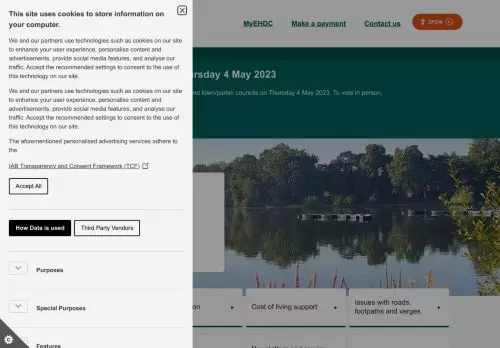 This site uses cookies to store information on
your computer.
We and our partners use technologies such as cookies on our site
to enhance your user experience, personalise content and
advertisements, provide social media features, and analyse our
traffic. Accept the recommended settings to consent to the use of
this technology on our site.
We and our partners use technologies such as cookies on our site
to enhance your user experience, personalise content and
advertisements, provide social media features, and analyse our
traffic. Accept the recommended settings to consent to the use of
this technology on our site.
The aforementioned personalised advertising services adhere to
the
IAB Transparency and Consent Framework (TCF)
Accept All
How Data is used
Third Party Vendors
Purposes
Special Purposes
Features
MyEHDC
Make a payment
Contact us
SPEAK
ursday 4 May 2023
nd town/parish councils on Thursday 4 May 2023. To vote in person,
on
Cost of living support
Issues with roads,
footpaths and verges